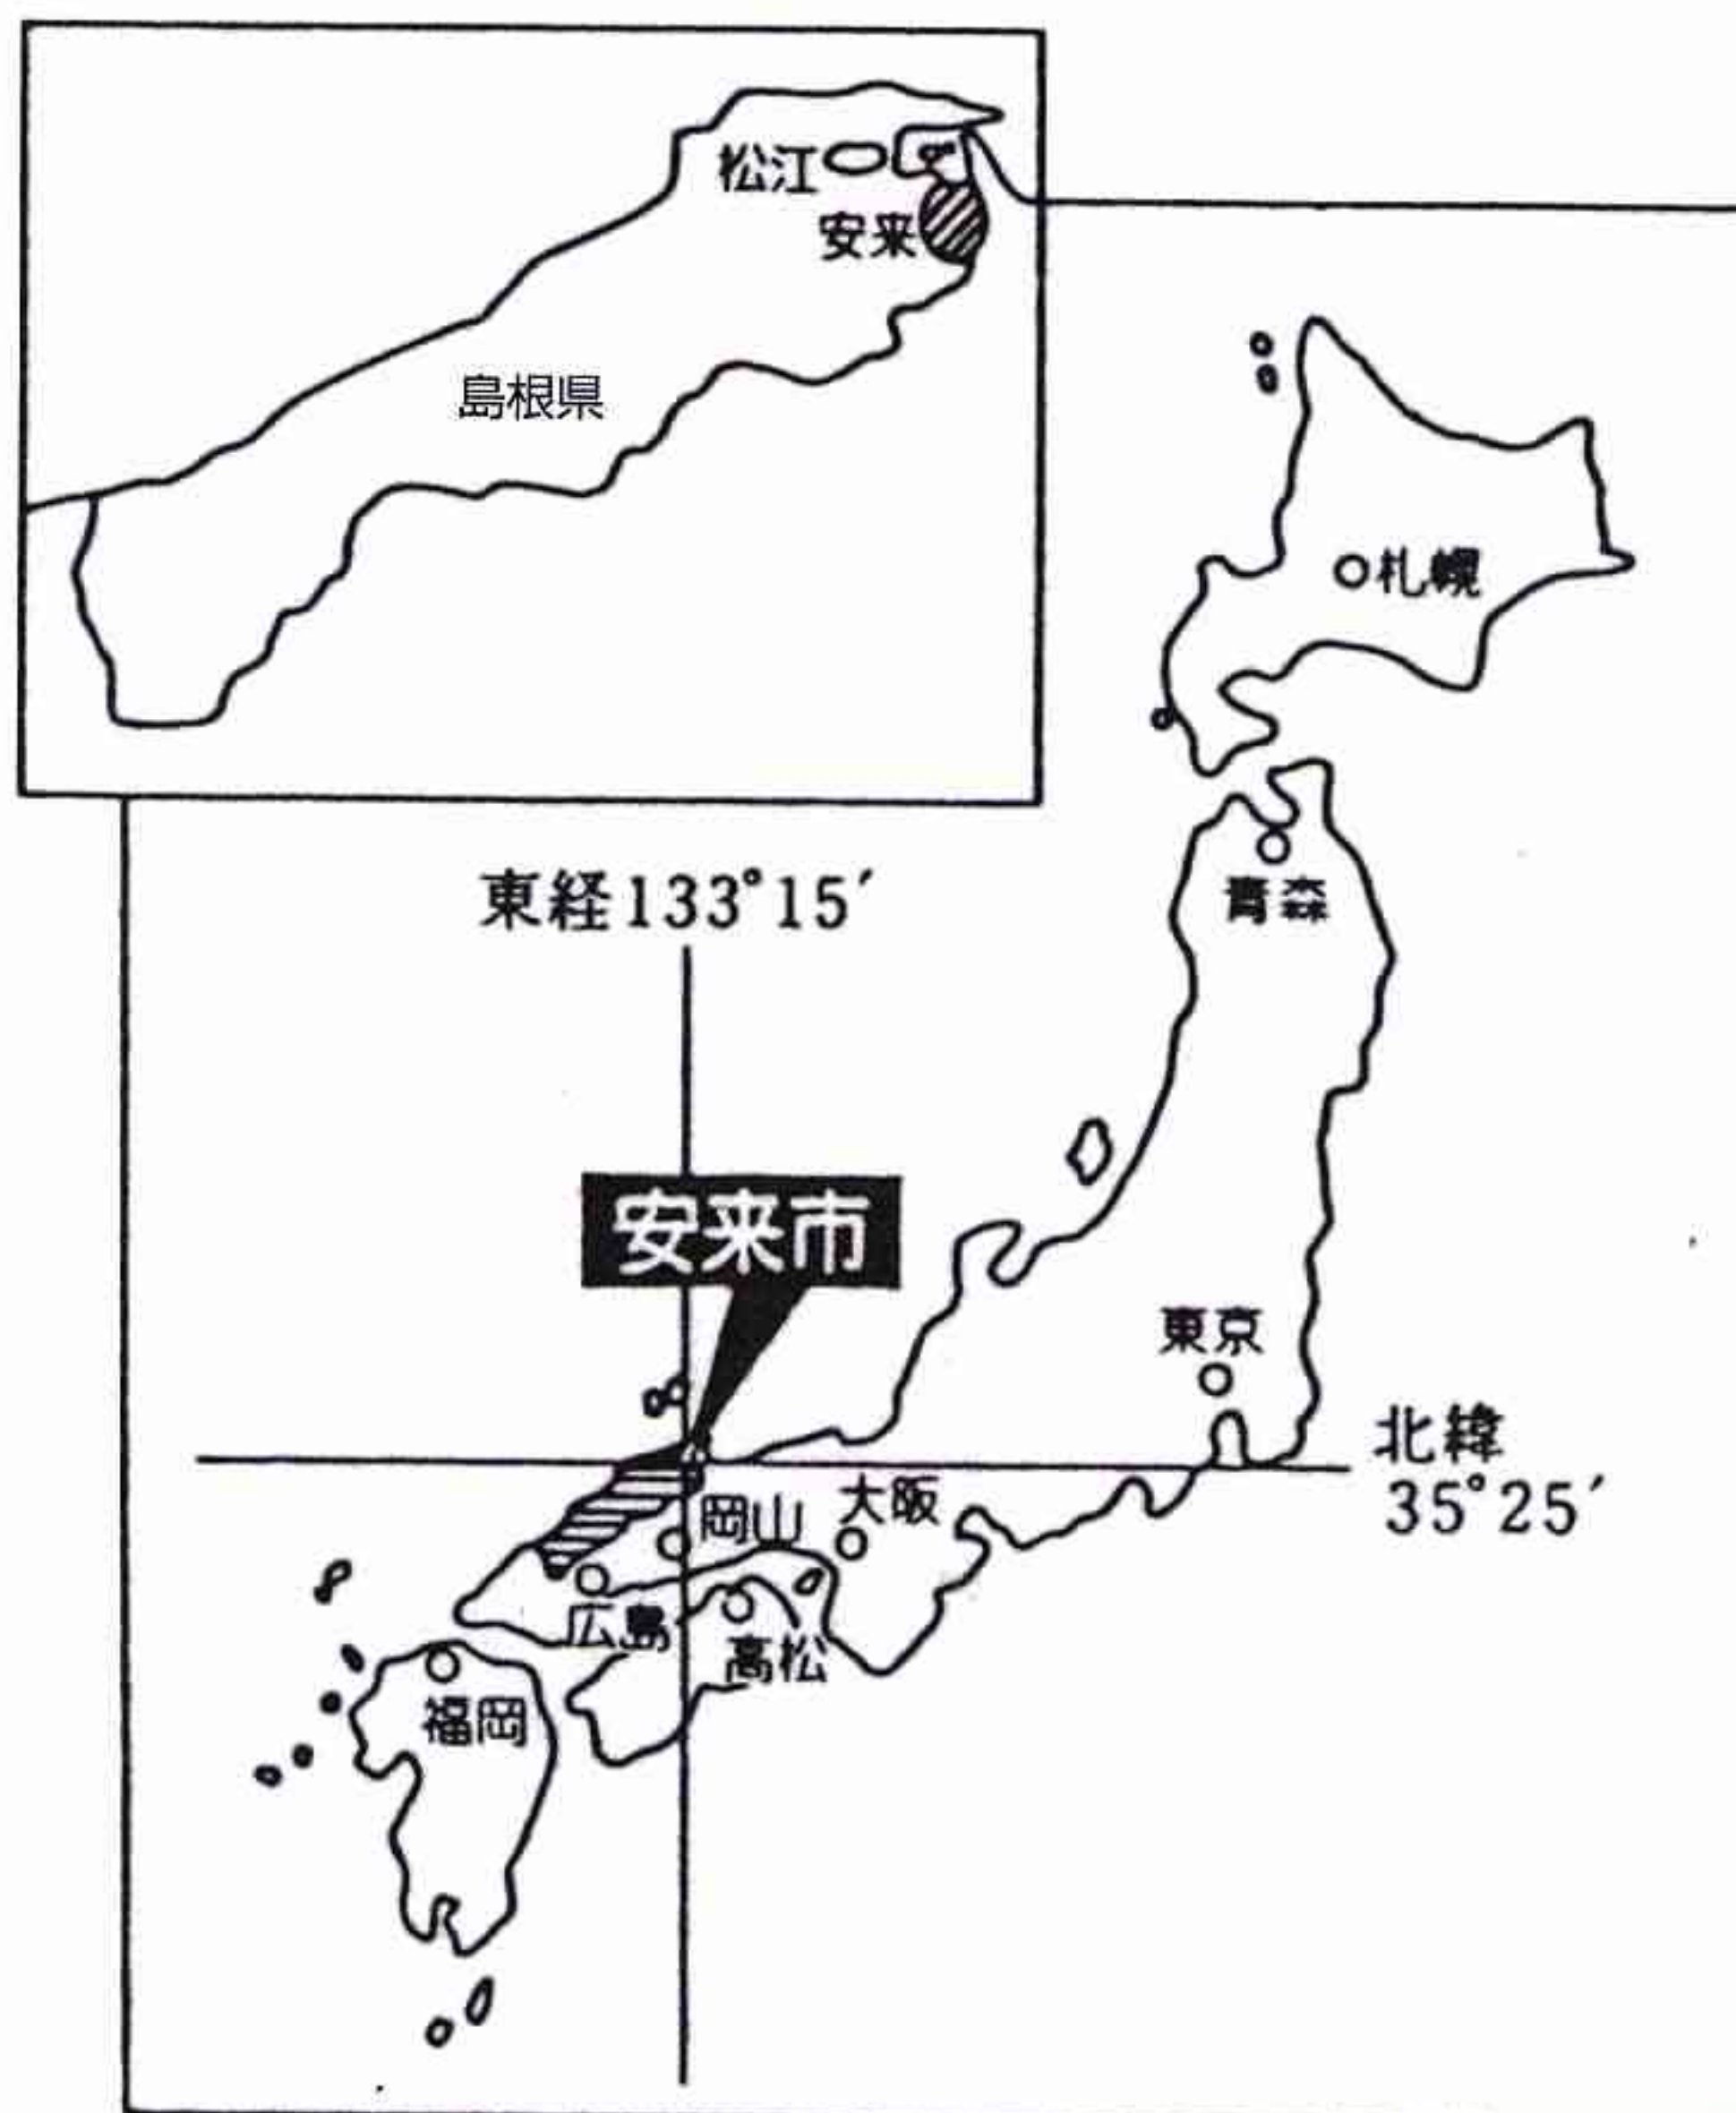 松江
安来
島根県
札幌
青森
東経133°15′
安来市
東京
北緯
35°25′
岡山
大阪
広島
高松
福岡